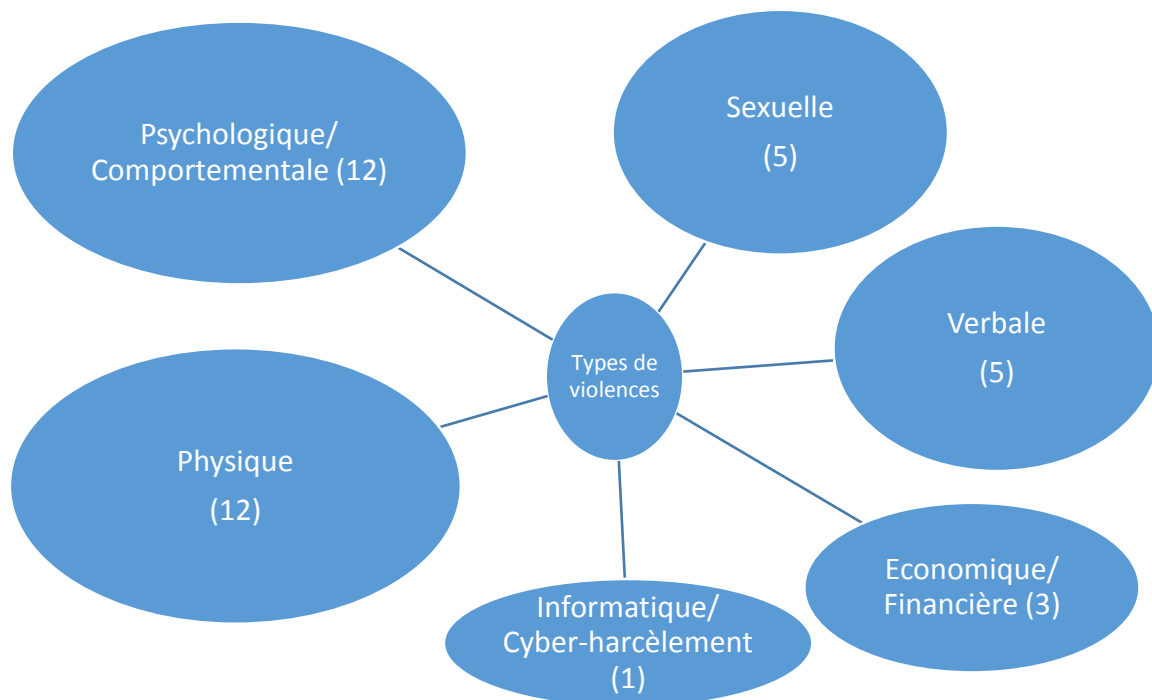 Psychologique/
Comportementale (12)
Sexuelle
(5)
Verbale
(5)
Types de
violences
Physique
(12)
Economique/
Financière (3)
Informatique/
Cyber-harcèlement
(1)